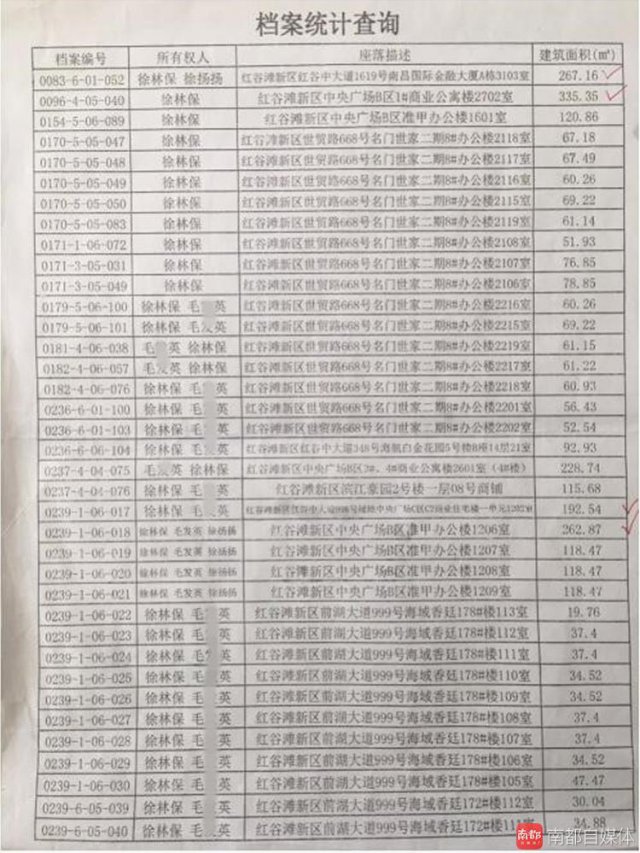 档案统计查询
档案编号 所有权人 座落描述 建筑面积(㎡)
0083-6-01-052 徐林保 徐扬扬 红谷滩新区红谷中大道1619号南昌国际金融大厦A栋3103室 267.16
0096-4-05-040 徐林保 红谷滩新区中央广场B区1#商业公寓楼2702室 335.35
0154-5-06-089 徐林保 红谷滩新区中央广场B区准甲办公楼1601室 120.86
0170-5-05-047 徐林保 红谷滩新区世贸路668号名门世家二期8#办公楼2118室 67.18
0170-5-05-048 徐林保 红谷滩新区世贸路668号名门世家二期8#办公楼2117室 67.49
0170-5-05-049 徐林保 红谷滩新区世贸路668号名门世家二期8#办公楼2116室 60.26
0170-5-05-050 徐林保 红谷滩新区世贸路668号名门世家二期8#办公楼2115室 69.22
0170-5-05-083 徐林保 红谷滩新区世贸路668号名门世家二期8#办公楼2119室 61.14
0171-1-06-072 徐林保 红谷滩新区世贸路668号名门世家二期8#办公楼2108室 51.93
0171-3-05-031 徐林保 红谷滩新区世贸路668号名门世家二期8#办公楼2107室 76.85
0171-3-05-049 徐林保 红谷滩新区世贸路668号名门世家二期8#办公楼2106室 78.85
0179-5-06-100 徐林保 毛 英 红谷滩新区世贸路668号名门世家二期8#办公楼2216室 60.26
0179-5-06-101 徐林保 毛 英 红谷滩新区世贸路668号名门世家二期8#办公楼2215室 69.22
0181-4-06-038 毛 英 徐林保 红谷滩新区世贸路668号名门世家二期8#办公楼2219室 61.15
0182-4-06-057 毛 英 徐林保 红谷滩新区世贸路668号名门世家二期8#办公楼2217室 61.22
0182-4-06-076 徐林保 毛 英 红谷滩新区世贸路668号名门世家二期8#办公楼2218室 60.93
0236-6-01-100 徐林保 毛 英 红谷滩新区世贸路668号名门世家二期8#办公楼2201室 56.43
0236-6-01-103 徐林保 毛 英 红谷滩新区世贸路668号名门世家二期8#办公楼2202室 52.54
0236-6-06-104 徐林保 毛 英 红谷滩新区红谷中大道348号海航白金花园5号楼B座14层21室 92.93
0237-4-04-075 毛 英 徐林保 红谷滩新区中央广场B区3#、4#商业公寓楼2601室（4#楼） 228.74
0237-4-04-076 徐林保 毛 英 红谷滩新区滨江豪园2号楼一层08号商铺 115.68
0239-1-06-017 徐林保 毛 英 192.54
0239-1-06-018 徐林保 毛发英 徐扬扬 红谷滩新区中央广场B区准甲办公楼1206室 262.87
0239-1-06-019 徐林保 毛发英 徐扬扬 红谷滩新区中央广场B区准甲办公楼1207室 118.47
0239-1-06-020 徐林保 毛发英 徐扬扬 红谷滩新区中央广场B区准甲办公楼1208室 118.47
0239-1-06-021 徐林保 毛发英 徐扬扬 红谷滩新区中央广场B区准甲办公楼1209室 118.47
0239-1-06-022 徐林保 毛 英 红谷滩新区前湖大道999号海域香廷178#楼113室 19.76
0239-1-06-023 徐林保 毛 英 红谷滩新区前湖大道999号海域香廷178#楼112室 37.4
0239-1-06-024 徐林保 毛 英 红谷滩新区前湖大道999号海域香廷178#楼111室 37.4
0239-1-06-025 徐林保 毛 英 红谷滩新区前湖大道999号海域香廷178#楼110室 34.52
0239-1-06-026 徐林保 毛 英 红谷滩新区前湖大道999号海域香廷178#楼109室 34.52
0239-1-06-027 徐林保 毛 英 红谷滩新区前湖大道999号海域香廷178#楼108室 37.4
0239-1-06-028 徐林保 毛 英 红谷滩新区前湖大道999号海域香廷178#楼107室 37.4
0239-1-06-029 徐林保 毛 英 红谷滩新区前湖大道999号海域香廷178#楼106室 34.52
0239-1-06-030 徐林保 毛 英 红谷滩新区前湖大道999号海域香廷178#楼105室 47.47
0239-6-05-039 徐林保 毛 英 红谷滩新区前湖大道999号海域香廷172#楼112室 30.04
0239-6-05-040 徐林保 毛 英 红谷滩新区前湖大道999号海域香廷172#楼111室 34.88
南都 南都自媒体